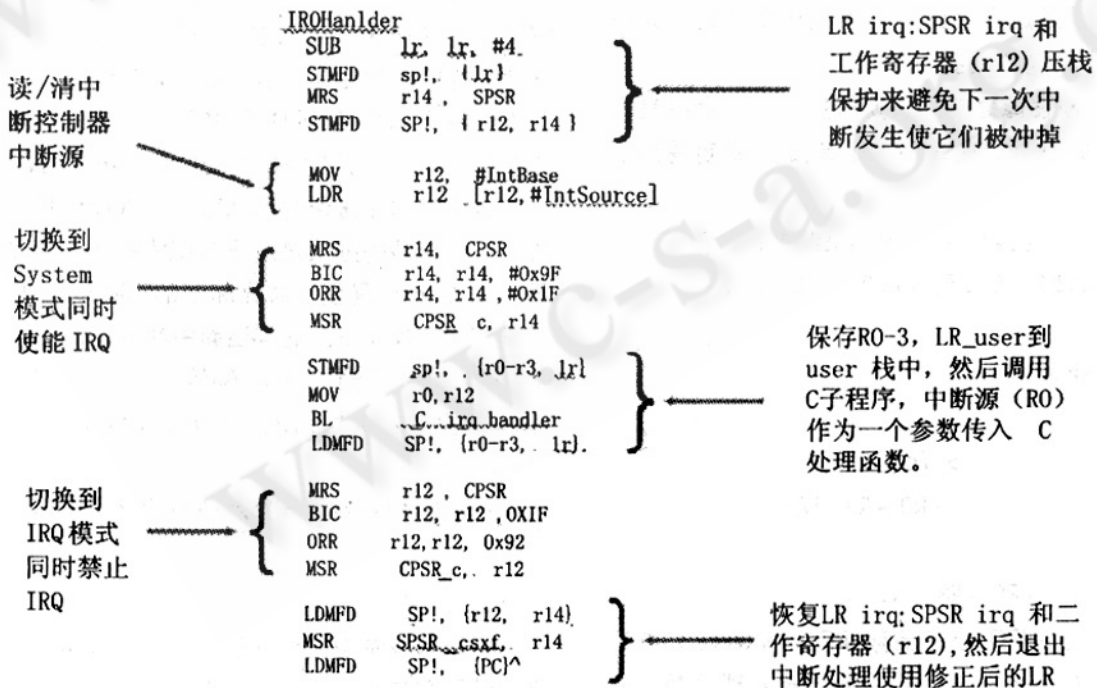 IROHanlder
SUB lr, lr, #4
STMFD sp!, {lr}
MRS r14 , SPSR
STMFD SP!, { r12, r14 }
LR irq:SPSR irq 和
工作寄存器（r12）压栈
保护来避免下一次中
断发生使它们被冲掉
读/清中
断控制器
中断源
MOV r12, #IntBase
LDR r12 [r12,#IntSource]
切换到
System
模式同时
使能 IRQ
MRS r14, CPSR
BIC r14, r14, #0x9F
ORR r14, r14 ,#0x1F
MSR CPSR c, r14
STMFD sp!, {r0-r3, lr}
MOV r0,r12
BL C irq handler
LDMFD SP!, {r0-r3, lr}.
保存R0-3，LR_user到
user 栈中，然后调用
C子程序，中断源（R0）
作为一个参数传入 C
处理函数。
切换到
IRQ模式
同时禁止
IRQ
MRS r12 , CPSR
BIC r12, r12 ,0XIF
ORR r12,r12, 0x92
MSR CPSR_c, r12
LDMFD SP!, {r12, r14}
MSR SPSR csxf, r14
LDMFD SP!, {PC}^
恢复LR irq:SPSR irq 和二
作寄存器（r12),然后退出
中断处理使用修正后的LR
www.c-s-a.org.c